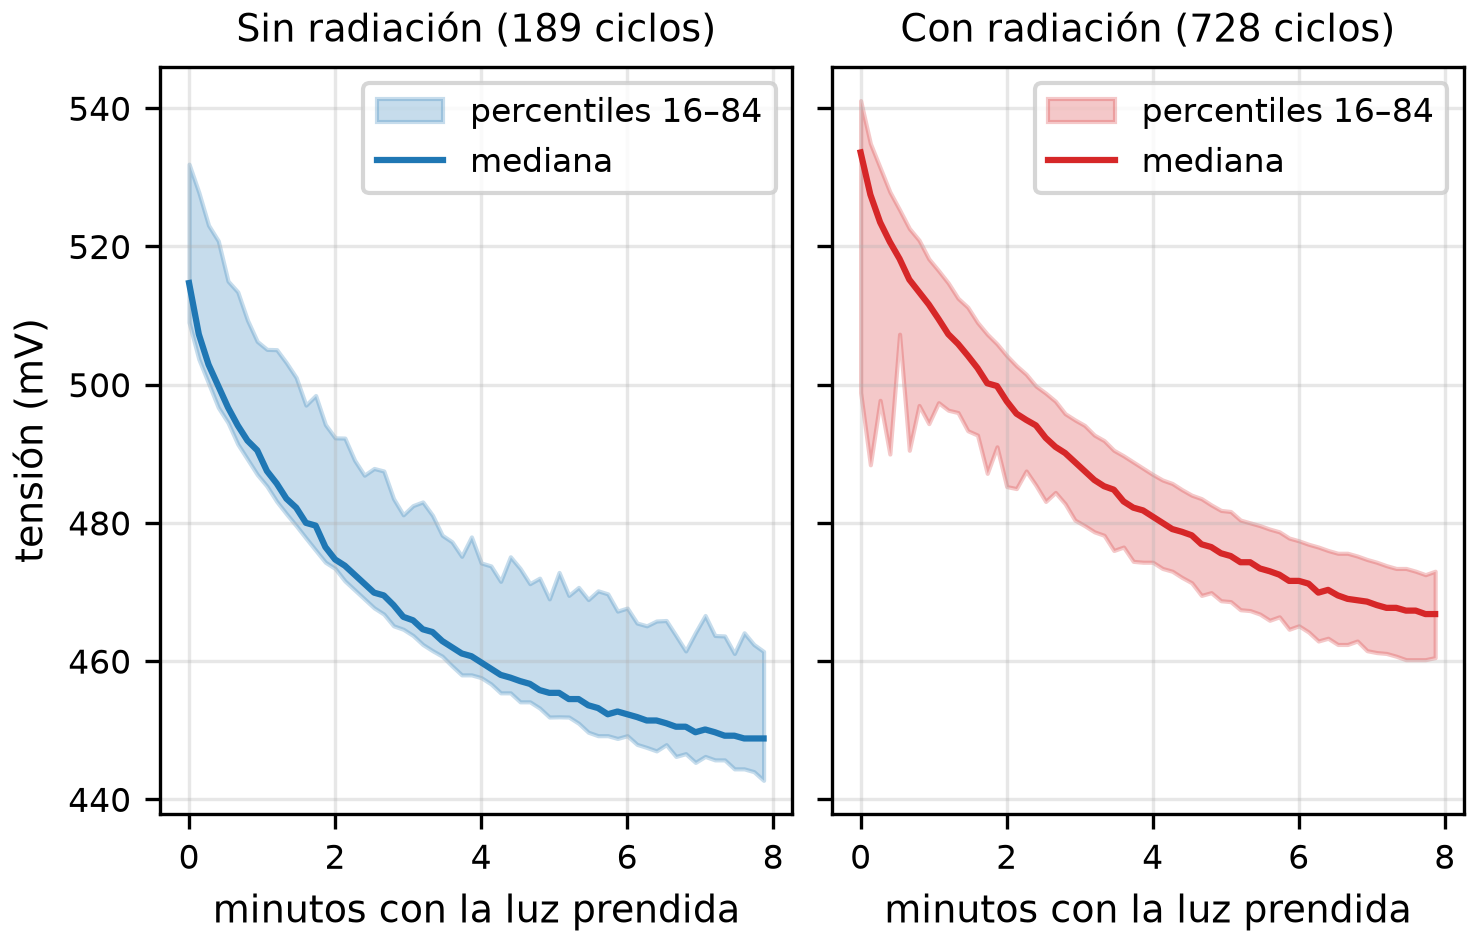 Sin radiación (189 ciclos)
Con radiación (728 ciclos)
percentiles 16–84
mediana
percentiles 16–84
mediana
tensión (mV)
540
520
500
480
460
440
0 2 4 6 8
0 2 4 6 8
minutos con la luz prendida
minutos con la luz prendida